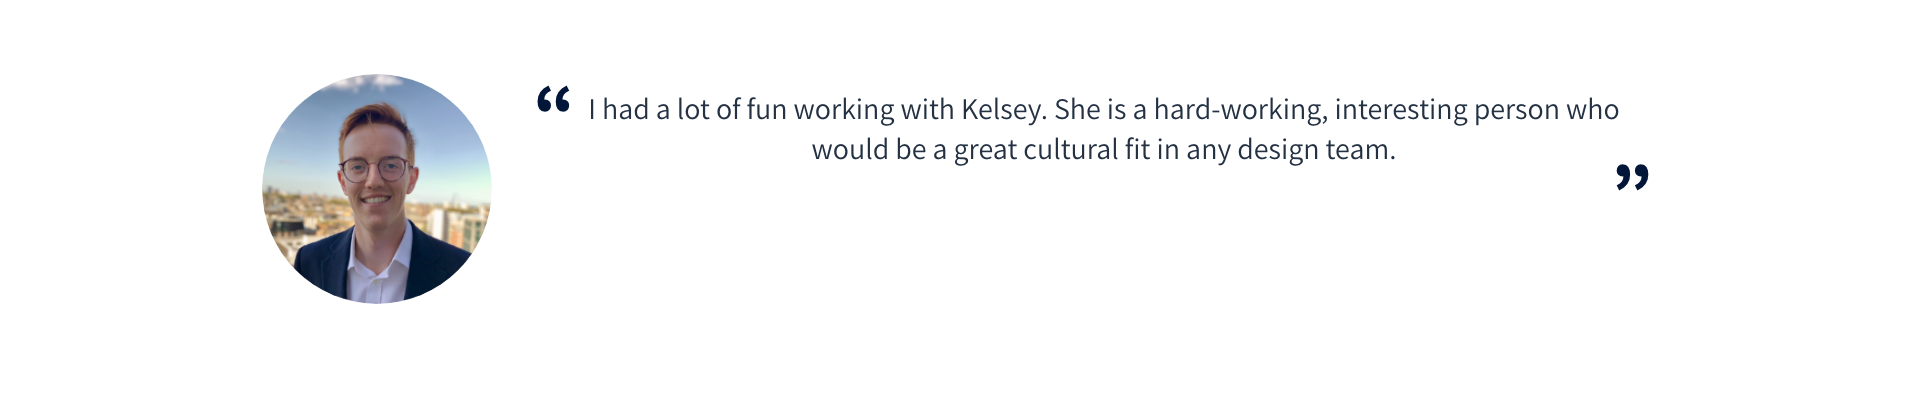 “ I had a lot of fun working with Kelsey. She is a hard-working, interesting person who
would be a great cultural fit in any design team. ”